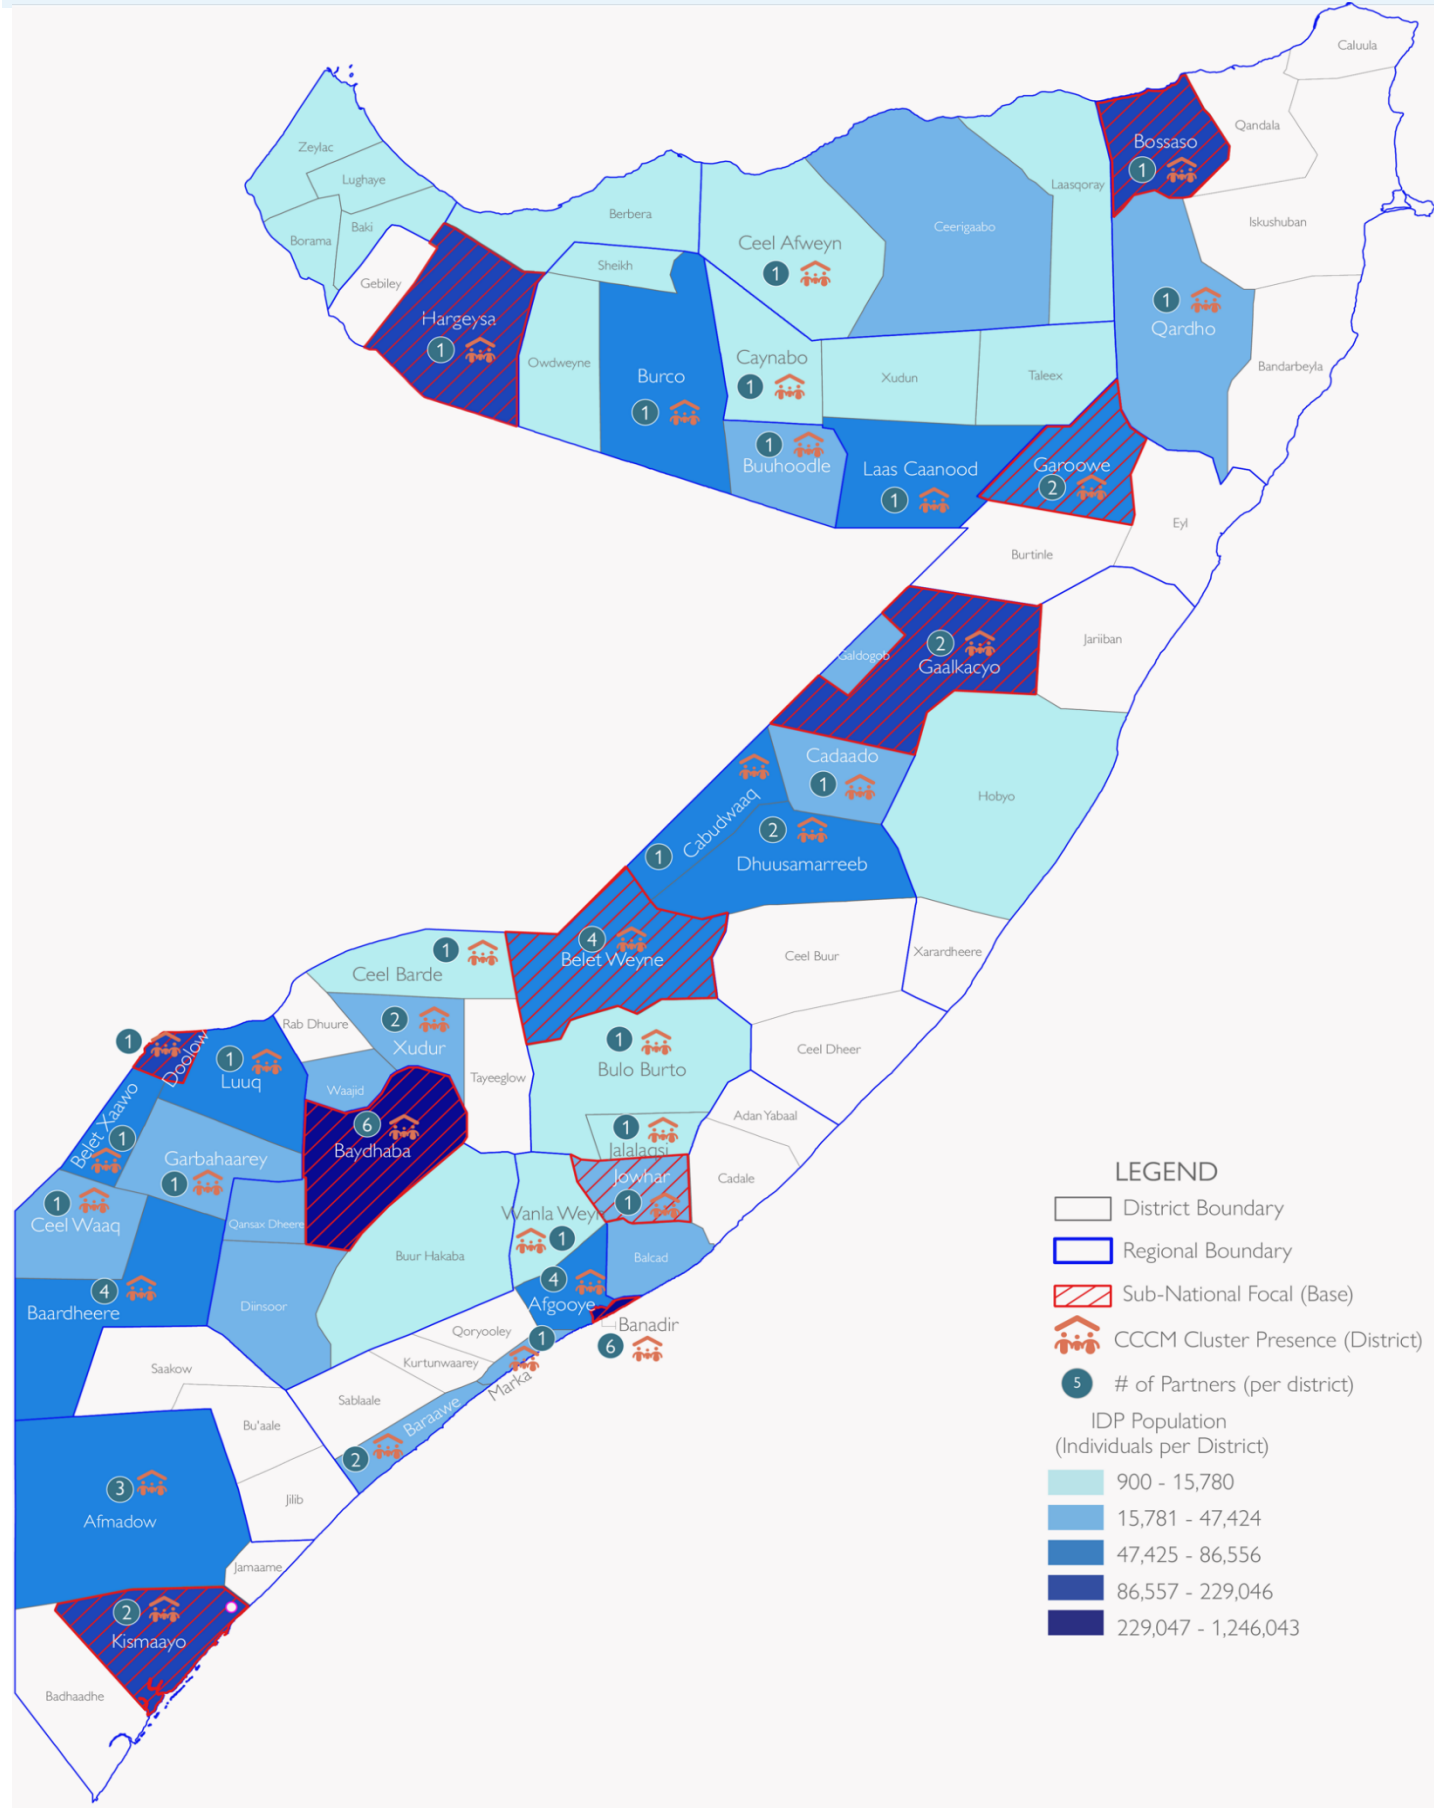 Caluula
Zeylac
Lughaye
Baki
Borama
Gebiley
Berbera
Sheikh
Hargeysa
1
Owdweyne
Burco
1
Ceel Afweyn
1
Ceerigaabo
Laasqoray
Bossaso
1
Qandala
Iskushuban
1
Qardho
Bandarbeyla
Caynabo
1
Xudun
Taleex
1
Buuhoodle
Laas Caanood
1
Garoowe
2
Eyl
Burtinle
Jariiban
Galdogob
2
Gaalkacyo
Cadaado
1
Hobyo
Cabudwaaq
1
2
Dhuusamarreeb
4
Belet Weyne
Ceel Buur
Xarardheere
Ceel Dheer
1
Ceel Barde
Rab Dhuure
2
Xudur
Tayeeglow
1
Bulo Burto
1
Doolow
1
Luuq
Waajid
Belet Xaawo
1
6
Baydhaba
Adan Yabaal
1
Jalalaqsi
Garbahaarey
1
Jowhar
1
Cadale
1
Ceel Waaq
Qansax Dheere
Wanla Weyn
1
Buur Hakaba
Balcad
4
Baardheere
Diinsoor
4
Afgooye
Banadir
6
Qoryooley
1
Kurtunwaarey
Marka
Saakow
Sablaale
Baraawe
2
Bu'aale
3
Afmadow
Jilib
Jamaame
2
Kismaayo
Badhaadhe
LEGEND
District Boundary
Regional Boundary
Sub-National Focal (Base)
CCCM Cluster Presence (District)
5 # of Partners (per district)
IDP Population
(Individuals per District)
900 - 15,780
15,781 - 47,424
47,425 - 86,556
86,557 - 229,046
229,047 - 1,246,043